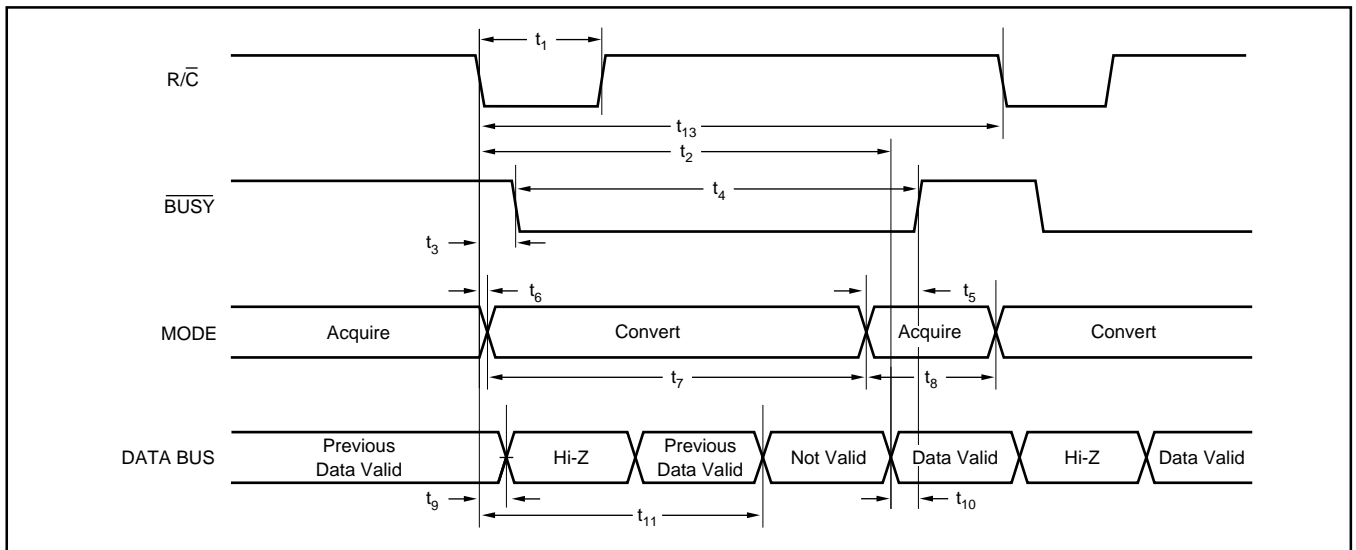 t1
R/C̅
t13
t2
B̅U̅S̅Y̅
t4
t3
t6
t5
MODE
Acquire
Convert
Acquire
Convert
t7
t8
DATA BUS
Previous
Data Valid
Hi-Z
Previous
Data Valid
Not Valid
Data Valid
Hi-Z
Data Valid
t9
t11
t10